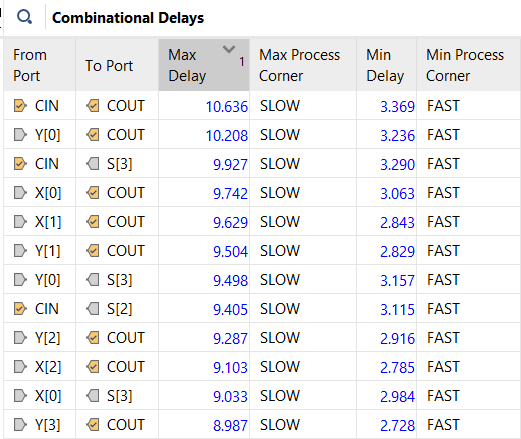 Combinational Delays
From Port To Port Max Delay 1 Max Process Corner Min Delay Min Process Corner
CIN COUT 10.636 SLOW 3.369 FAST
Y[0] COUT 10.208 SLOW 3.236 FAST
CIN S[3] 9.927 SLOW 3.290 FAST
X[0] COUT 9.742 SLOW 3.063 FAST
X[1] COUT 9.629 SLOW 2.843 FAST
Y[1] COUT 9.504 SLOW 2.829 FAST
Y[0] S[3] 9.498 SLOW 3.157 FAST
CIN S[2] 9.405 SLOW 3.115 FAST
Y[2] COUT 9.287 SLOW 2.916 FAST
X[2] COUT 9.103 SLOW 2.785 FAST
X[0] S[3] 9.033 SLOW 2.984 FAST
Y[3] COUT 8.987 SLOW 2.728 FAST